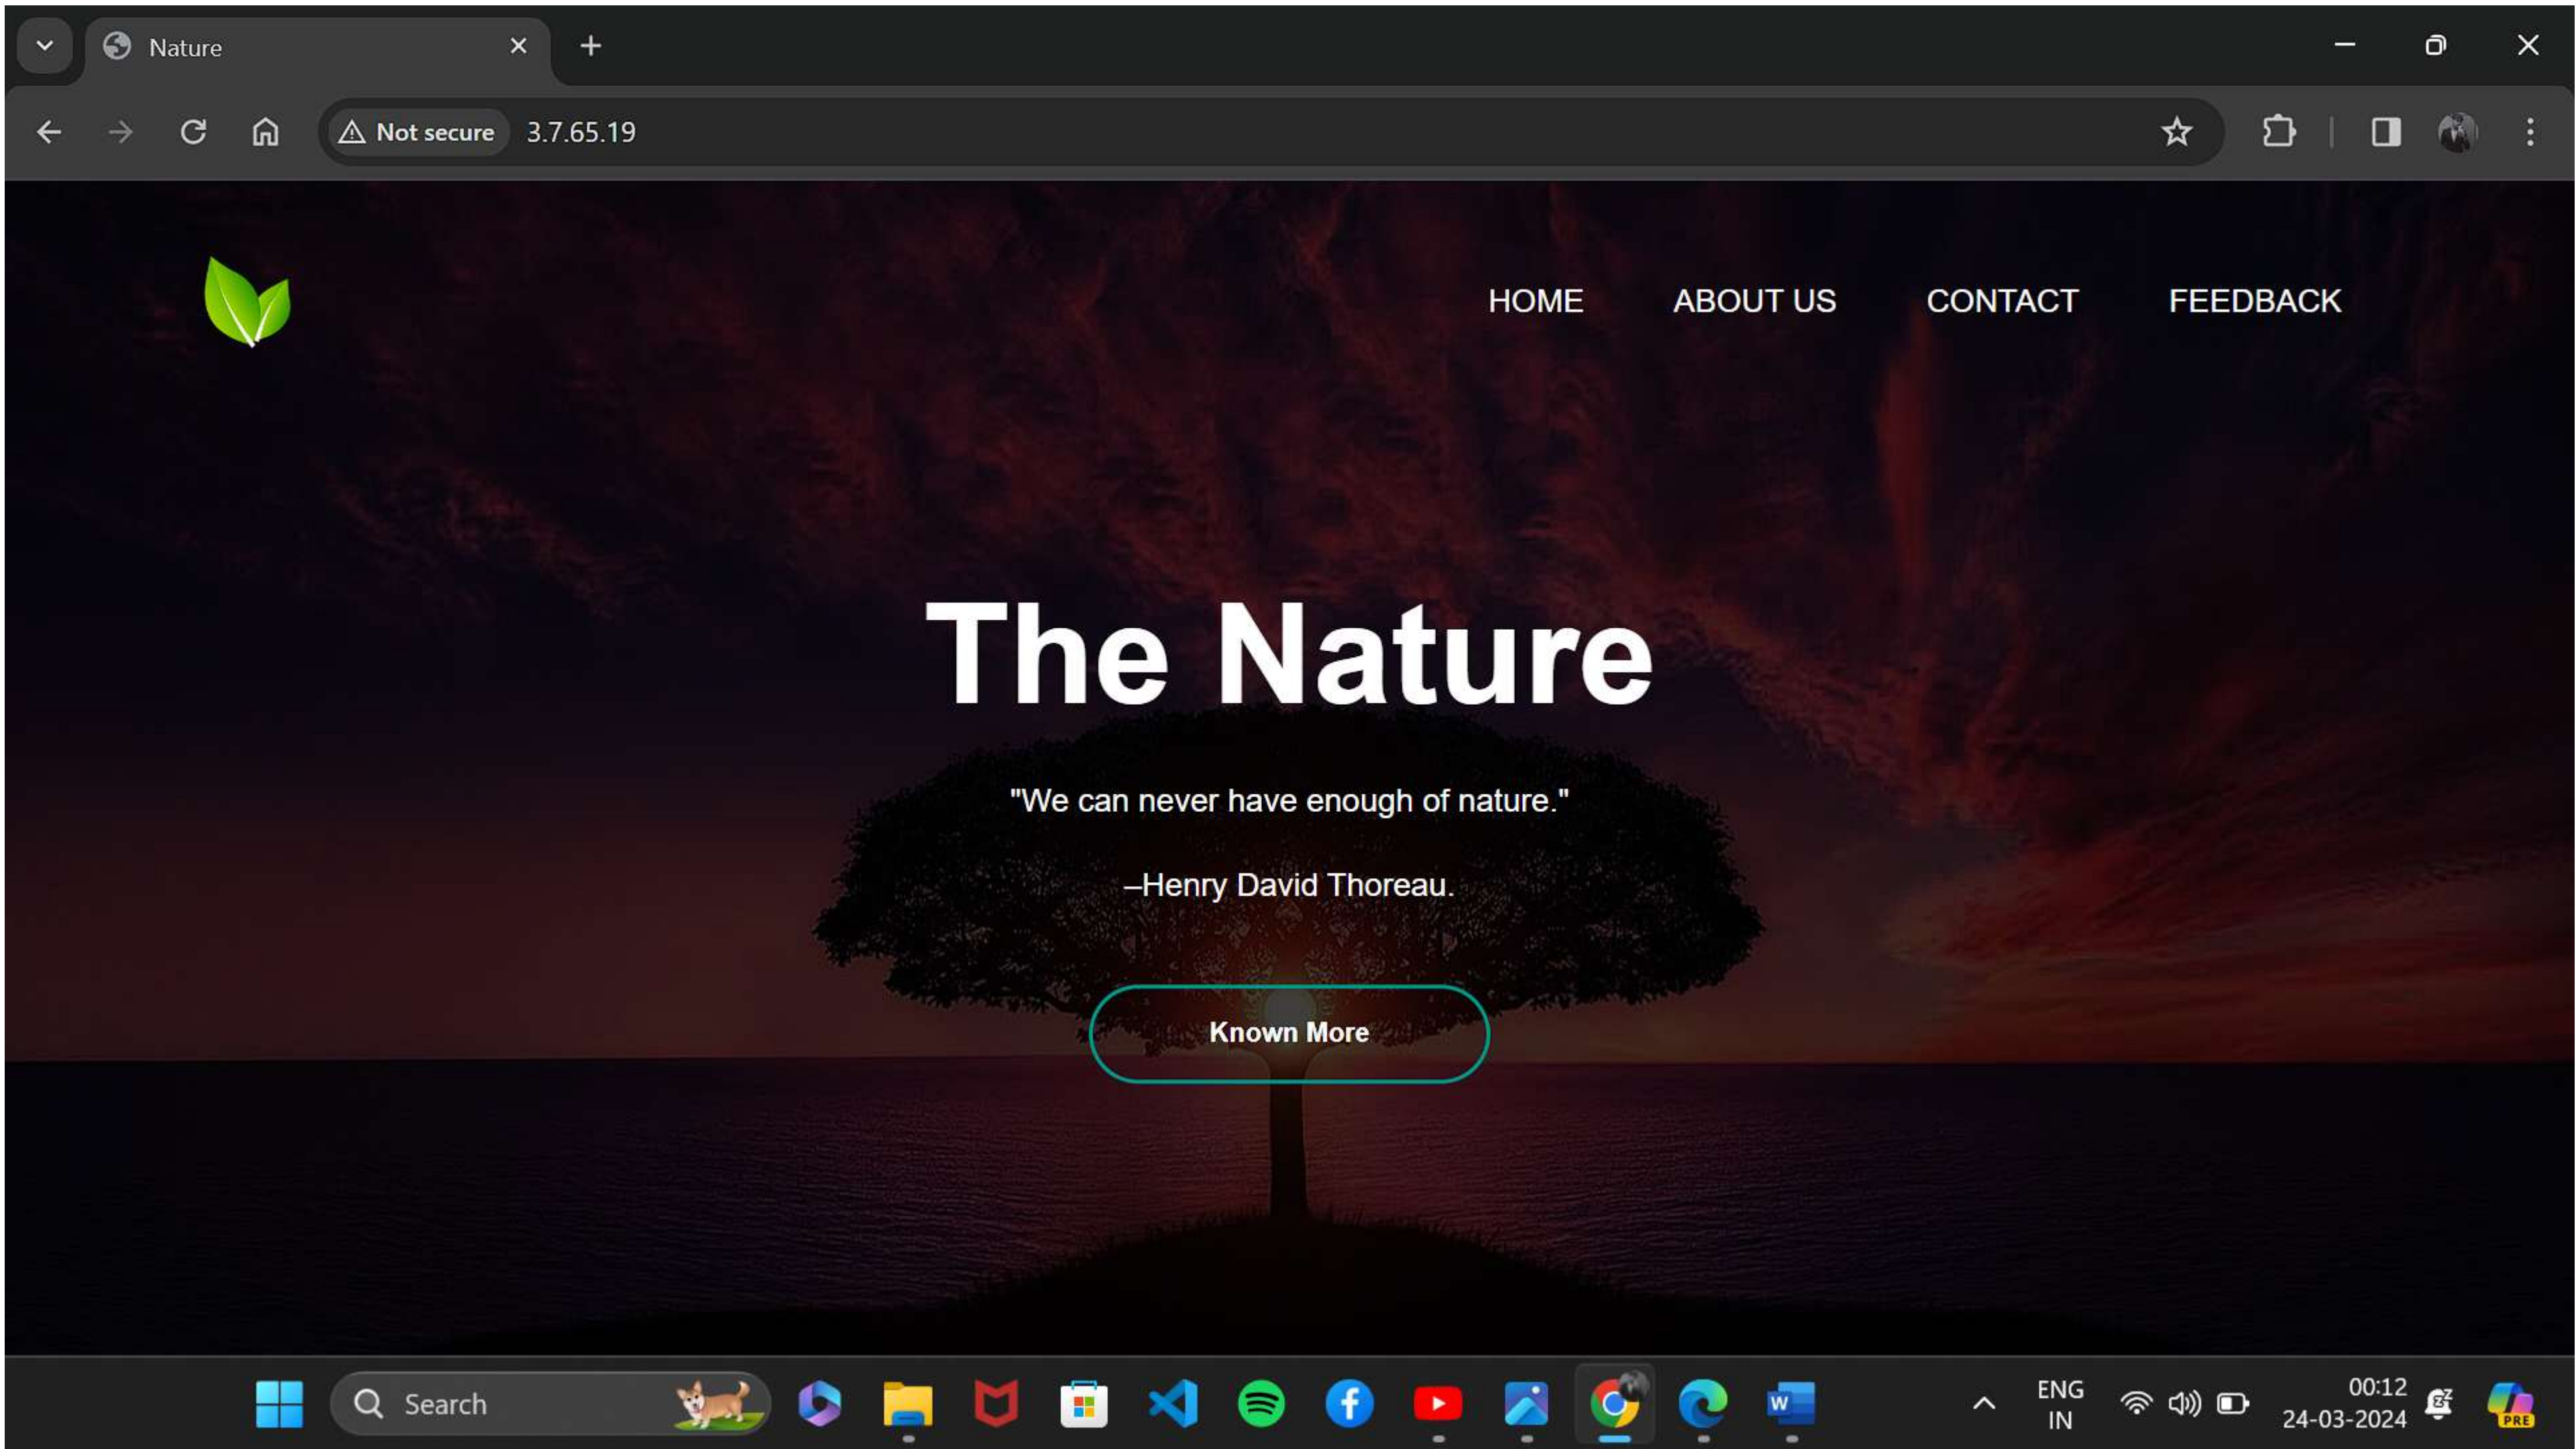 Nature
Not secure 3.7.65.19
HOME ABOUT US CONTACT FEEDBACK
The Nature
"We can never have enough of nature."
–Henry David Thoreau.
Known More
Search
W
ENG
IN
00:12
24-03-2024
PRE